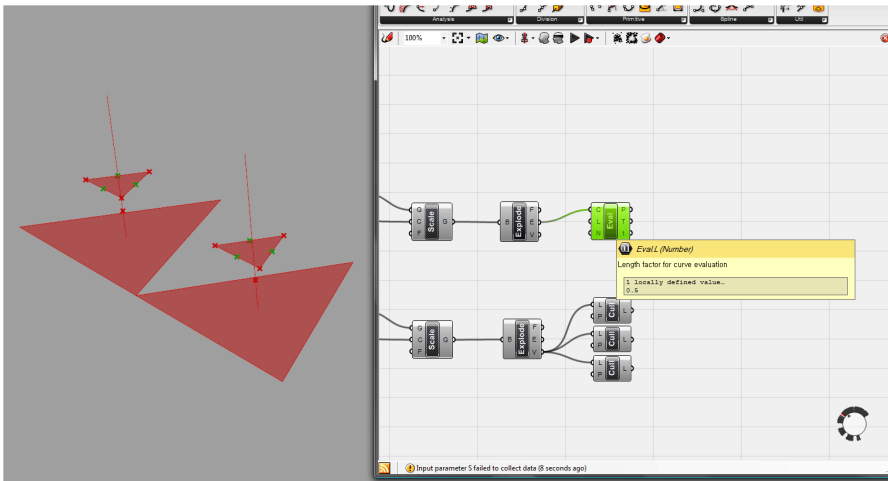 Analysis Division Primitive Spline Util
100%
G C F Scale G
B Explode F E V
C L N Eval P T t
Eval.L (Number)
Length factor for curve evaluation
1 locally defined value…
0.5
L P Cull L
G C F Scale G
B Explode F E V
L P Cull L
L P Cull L
Input parameter S failed to collect data (8 seconds ago)